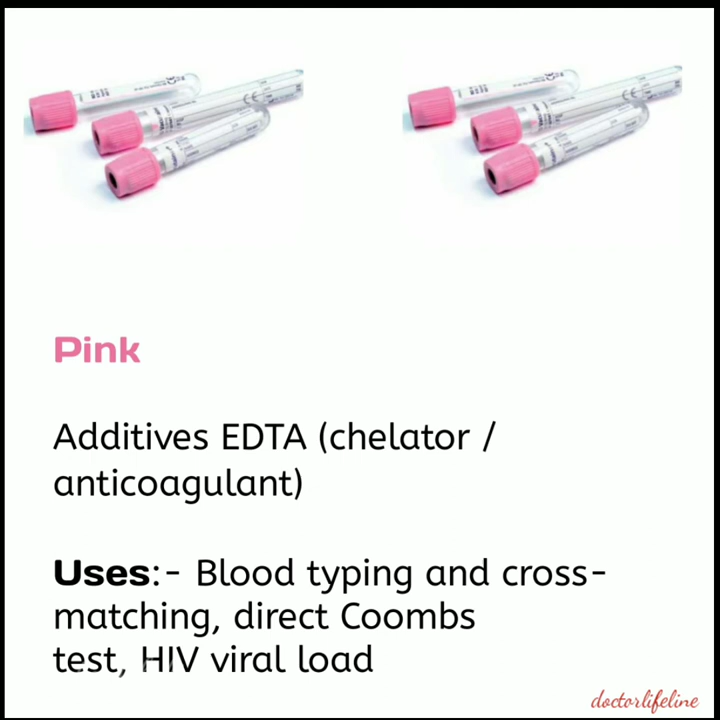 Pink
Additives EDTA (chelator /
anticoagulant)
Uses:- Blood typing and cross-
matching, direct Coombs
test, HIV viral load
doctorlifeline